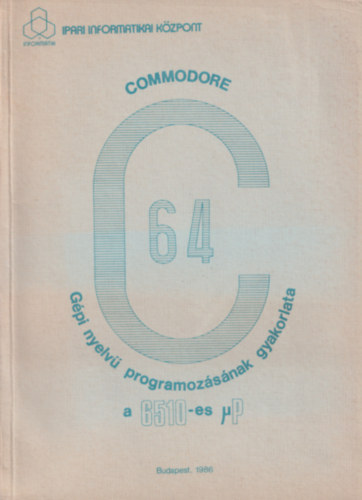 IPARI INFORMATIKAI KÖZPONT
COMMODORE
C
64
Gépi nyelvű programozásának gyakorlata
a 6510-es µP
Budapest, 1986